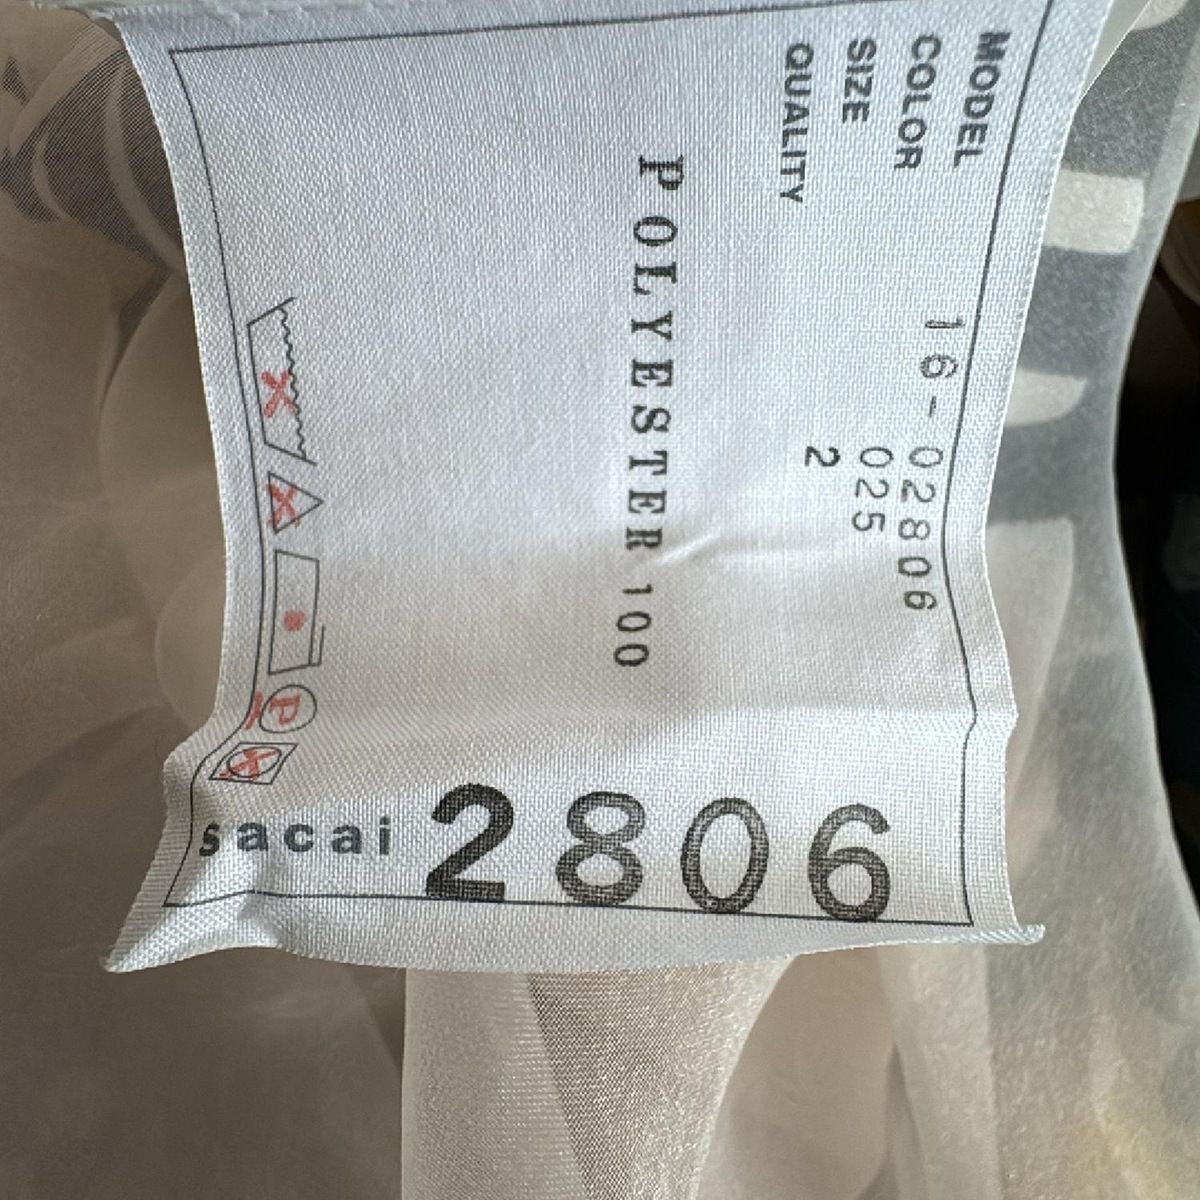 MODEL 16-02806
COLOR 025
SIZE 2
QUALITY
POLYESTER 100
P
sacai 2806